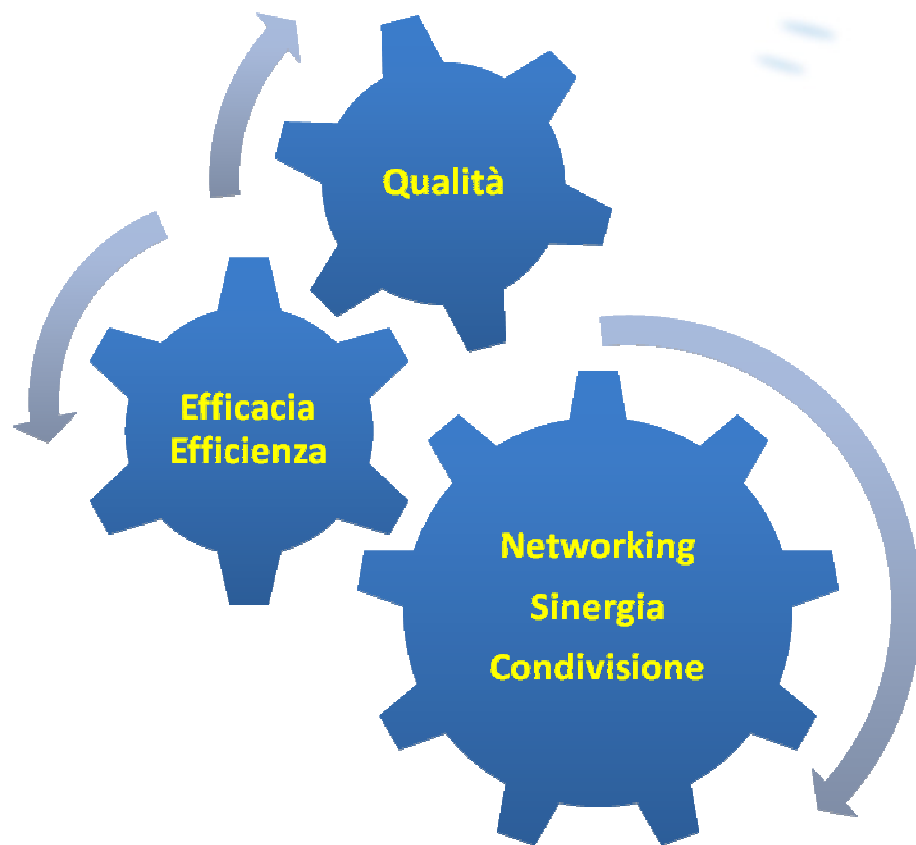 Qualità
Efficacia
Efficienza
Networking
Sinergia
Condivisione